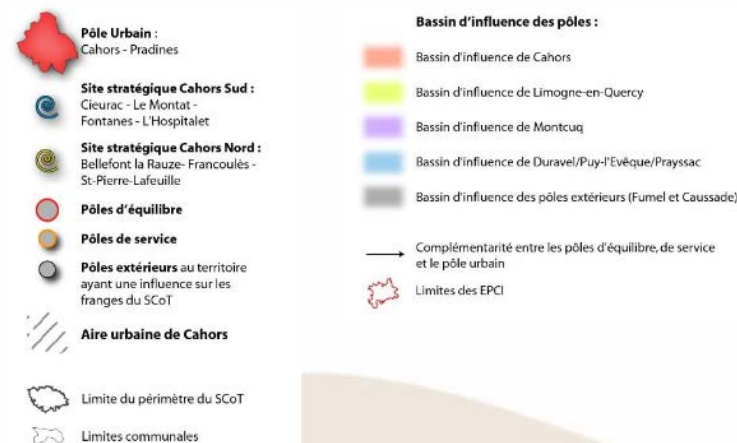 Pôle Urbain :
Cahors - Pradines
Site stratégique Cahors Sud :
Cieurac - Le Montat -
Fontanes - L'Hospitalet
Site stratégique Cahors Nord :
Bellefont la Rauze- Francoulès -
St-Pierre-Lafeuille
Pôles d'équilibre
Pôles de service
Pôles extérieurs au territoire
ayant une influence sur les
franges du SCoT
Aire urbaine de Cahors
Limite du périmètre du SCoT
Limites communales
Bassin d'influence des pôles :
Bassin d'influence de Cahors
Bassin d'influence de Limogne-en-Quercy
Bassin d'influence de Montcuq
Bassin d'influence de Duravel/Puy-l'Evêque/Prayssac
Bassin d'influence des pôles extérieurs (Fumel et Caussade)
Complémentarité entre les pôles d'équilibre, de service
et le pôle urbain
Limites des EPCI